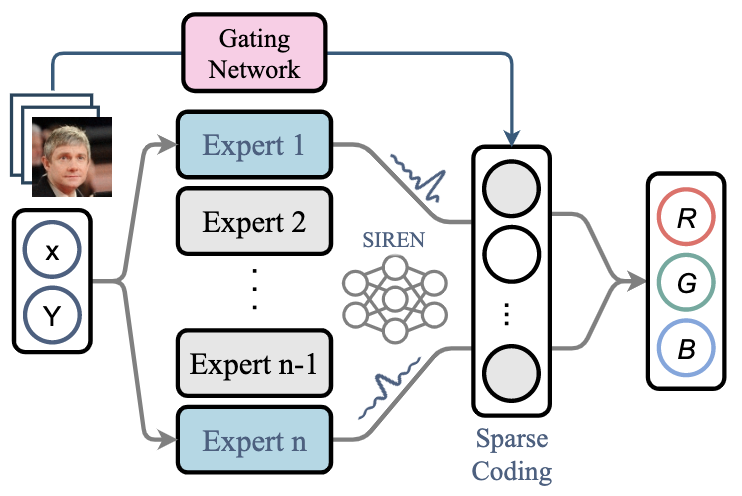 Gating
Network
Expert 1
x
Expert 2
SIREN
Y
...
Expert n-1
Expert n
...
R
G
B
Sparse
Coding